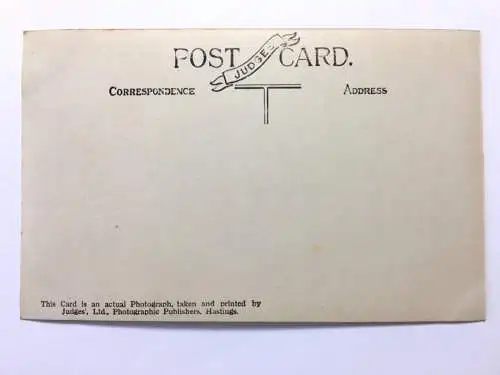 POST CARD.
JUDGES
CORRESPONDENCE ADDRESS
This Card is an actual Photograph, taken and printed by
Judges', Ltd., Photographic Publishers, Hastings.